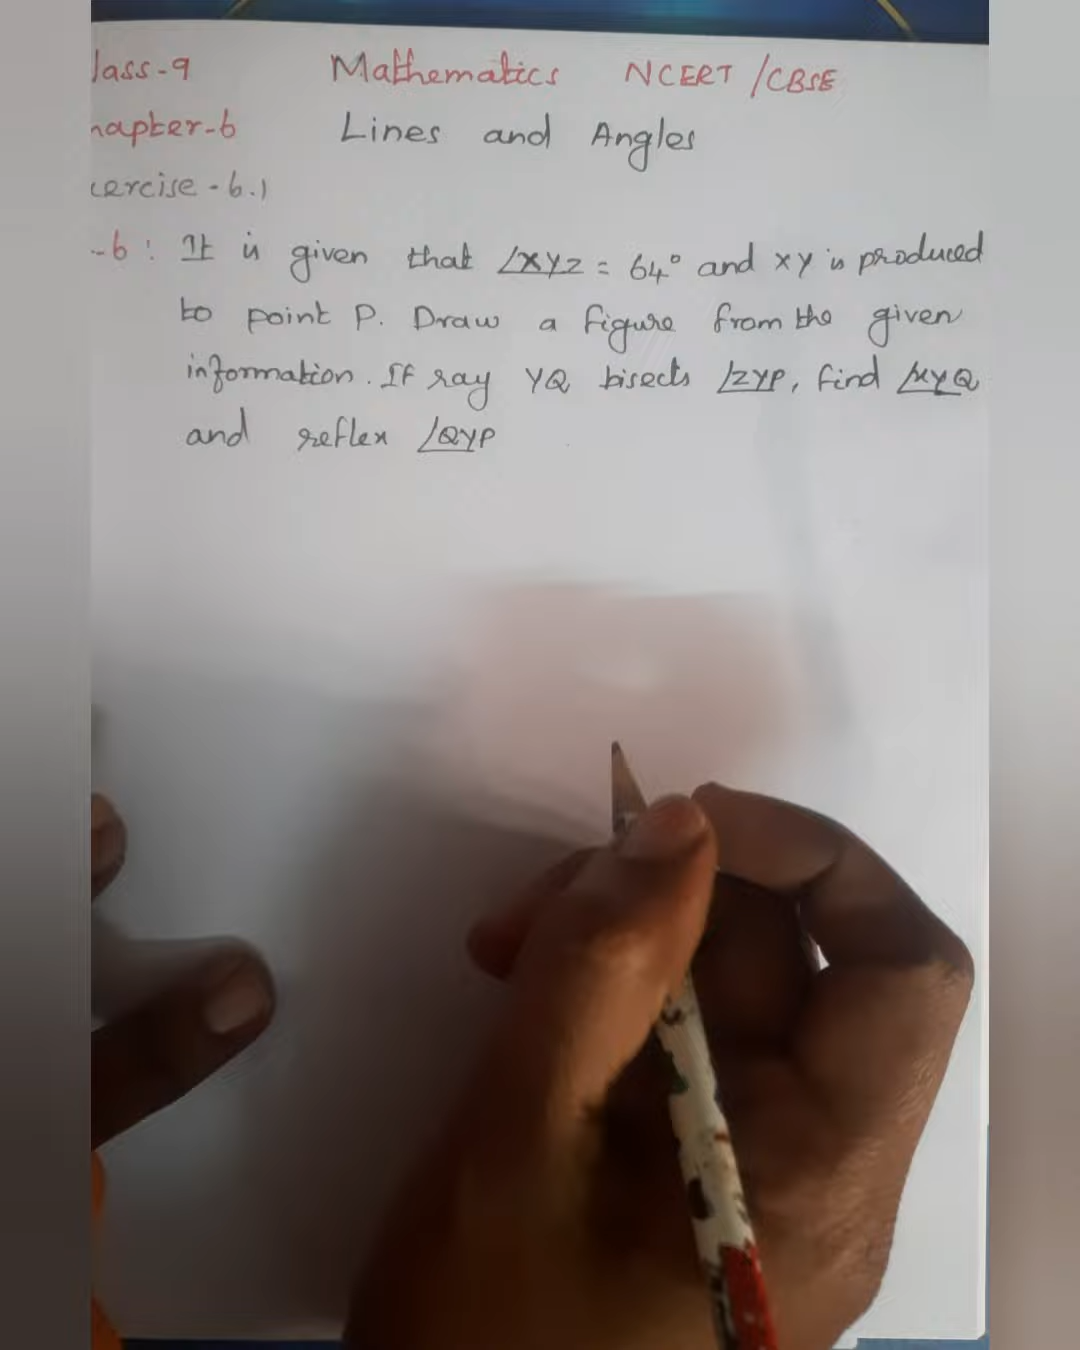 lass-9 Mathematics NCERT/CBSE
hapter-6 Lines and Angles
ercise-6.1
-6: It is given that ∠XYZ = 64° and XY is produced
to point P. Draw a figure from the given
information. If ray YQ bisects ∠ZYP, find ∠XYQ
and reflex ∠QYP